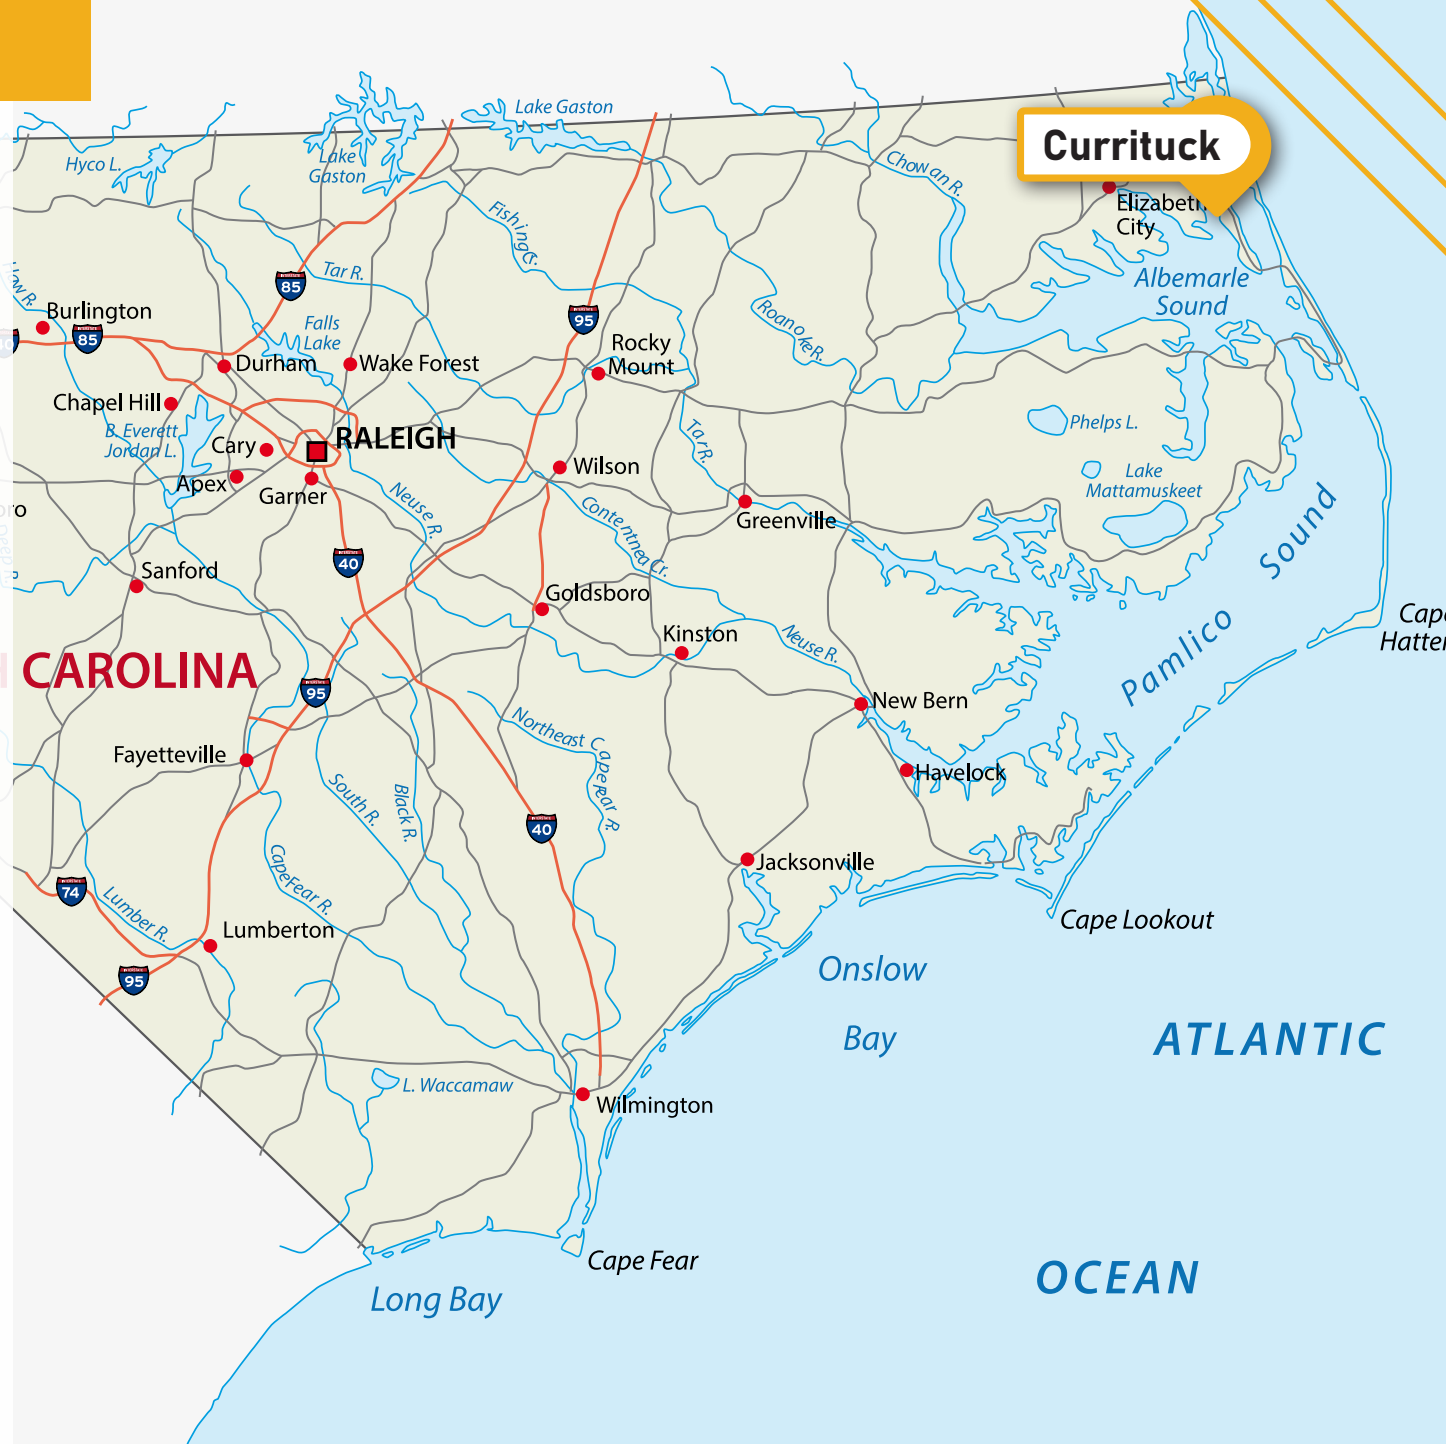 Lake Gaston
Hyco L.
Lake
Gaston
Currituck
Chowan R.
Elizabeth
City
Fishing Cr.
Tar R.
85
Albemarle
Sound
Haw R.
Burlington
85
Falls
Lake
95
Roanoke R.
Rocky
Mount
Durham
Wake Forest
Chapel Hill
B. Everett
Jordan L.
Cary
RALEIGH
Tar R.
Phelps L.
Apex
Garner
Wilson
Lake
Mattamuskeet
Neuse R.
Contentnea Cr.
Greenville
Pamlico Sound
40
Sanford
Goldsboro
Kinston
Neuse R.
Cape
Hatter
CAROLINA
95
New Bern
Northeast Cape Fear R.
Fayetteville
Havelock
South R.
Black R.
40
Cape Fear R.
Jacksonville
74
Lumber R.
Lumberton
Cape Lookout
95
Onslow
Bay
ATLANTIC
L. Waccamaw
Wilmington
Cape Fear
OCEAN
Long Bay